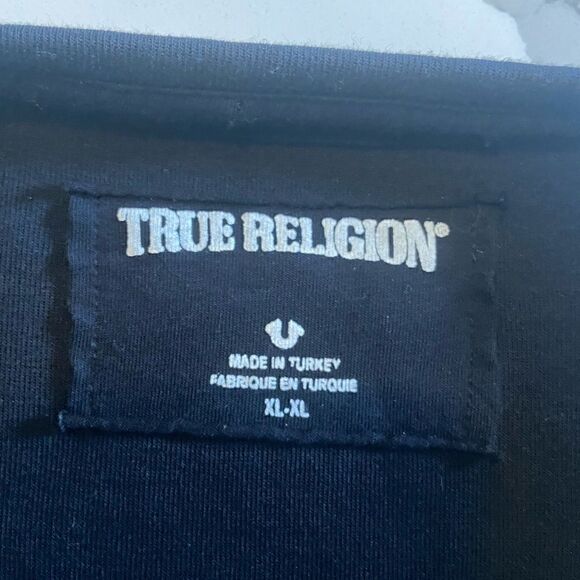 TRUE RELIGION®
MADE IN TURKEY
FABRIQUE EN TURQUIE
XL-XL